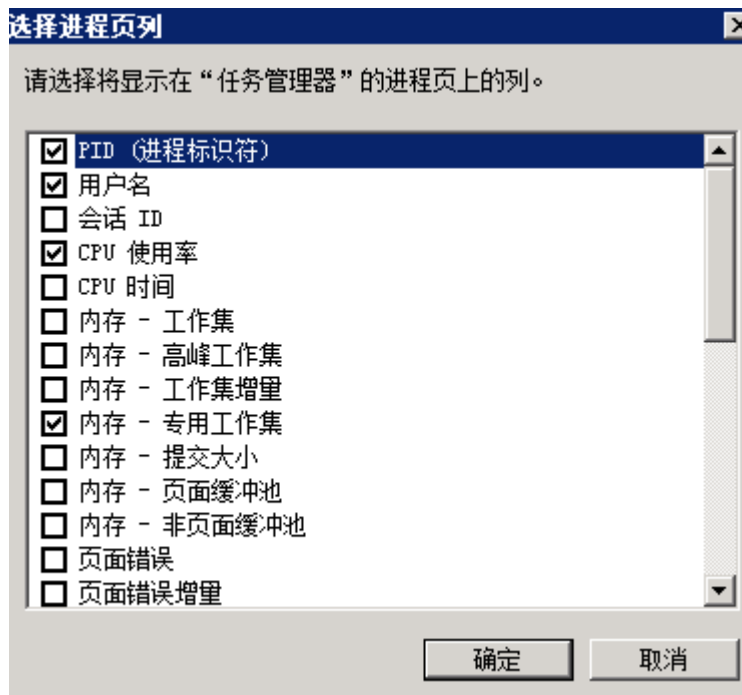 选择进程页列
请选择将显示在“任务管理器”的进程页上的列。
PID (进程标识符)
用户名
会话 ID
CPU 使用率
CPU 时间
内存 - 工作集
内存 - 高峰工作集
内存 - 工作集增量
内存 - 专用工作集
内存 - 提交大小
内存 - 页面缓冲池
内存 - 非页面缓冲池
页面错误
页面错误增量
确定 取消